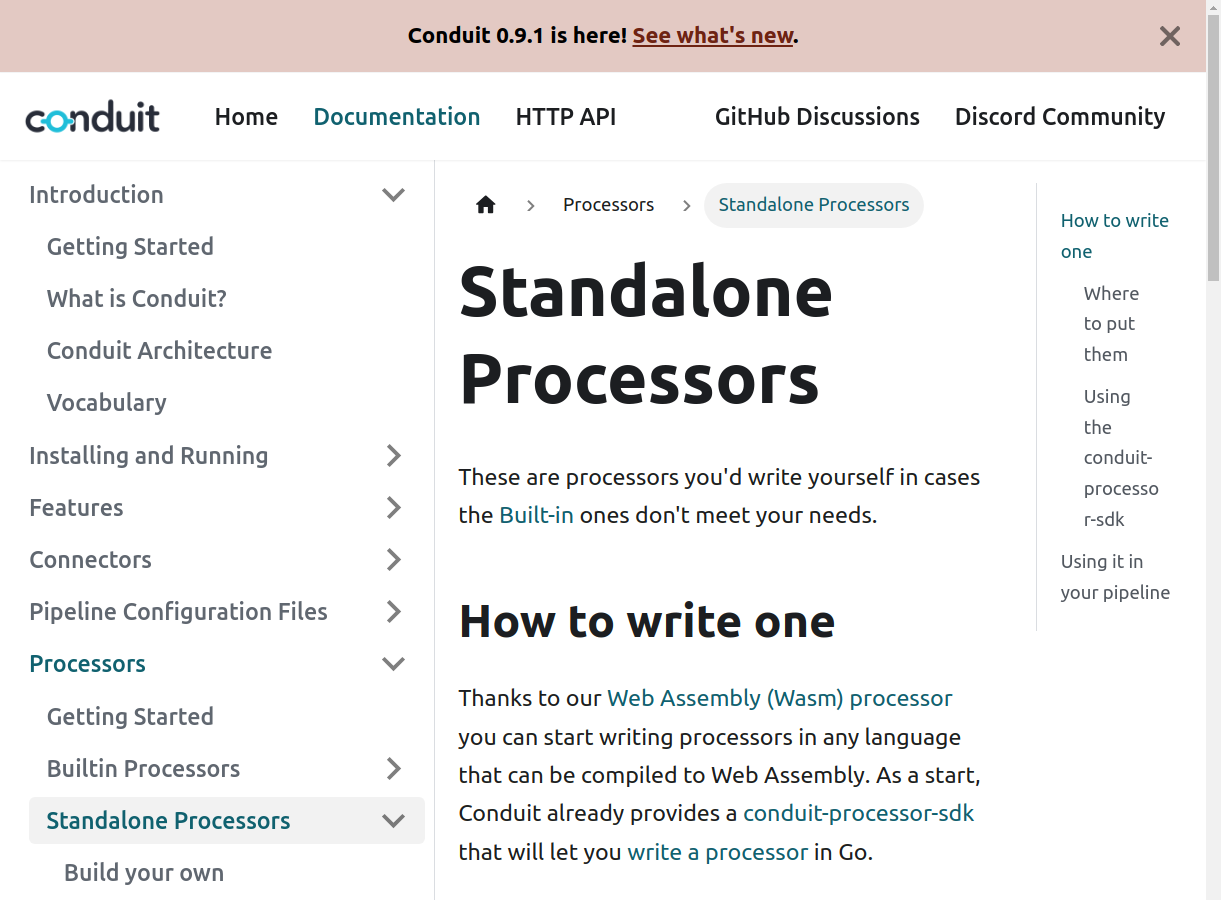 Conduit 0.9.1 is here! See what's new.
conduit Home Documentation HTTP API GitHub Discussions Discord Community
Introduction
Getting Started
What is Conduit?
Conduit Architecture
Vocabulary
Installing and Running
Features
Connectors
Pipeline Configuration Files
Processors
Getting Started
Builtin Processors
Standalone Processors
Build your own
Processors Standalone Processors
Standalone
Processors
These are processors you'd write yourself in cases
the Built-in ones don't meet your needs.
How to write one
Thanks to our Web Assembly (Wasm) processor
you can start writing processors in any language
that can be compiled to Web Assembly. As a start,
Conduit already provides a conduit-processor-sdk
that will let you write a processor in Go.
How to write
one
Where
to put
them
Using
the
conduit-
processo
r-sdk
Using it in
your pipeline